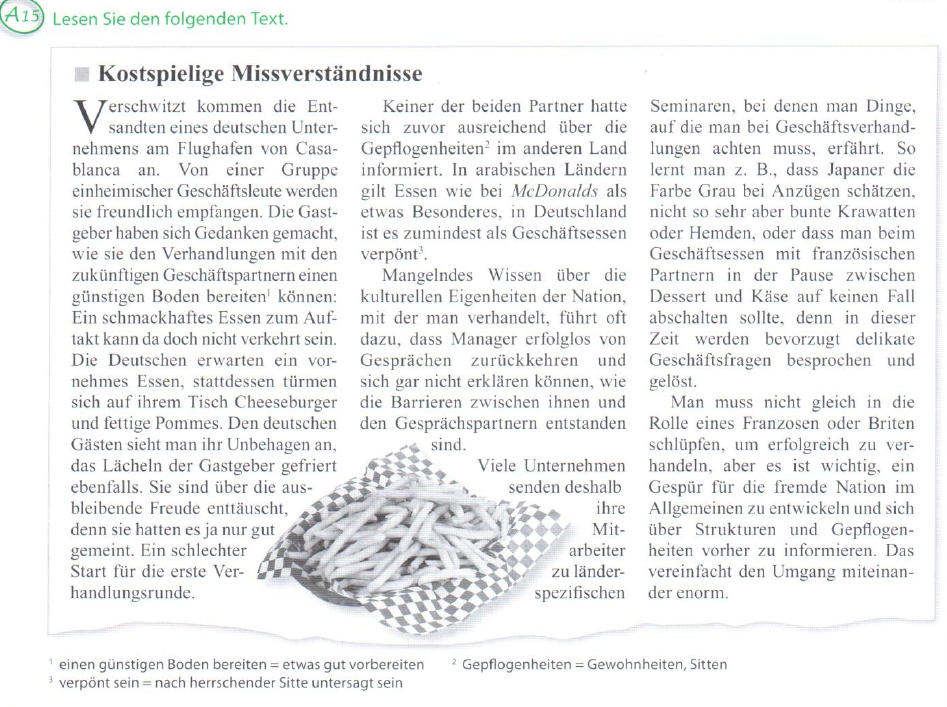 A15 Lesen Sie den folgenden Text.
Kostspielige Missverständnisse
Verschwitzt kommen die Ent-
sandten eines deutschen Unter-
nehmens am Flughafen von Casa-
blanca an. Von einer Gruppe
einheimischer Geschäftsleute werden
sie freundlich empfangen. Die Gast-
geber haben sich Gedanken gemacht,
wie sie den Verhandlungen mit den
zukünftigen Geschäftspartnern einen
günstigen Boden bereiten¹ können:
Ein schmackhaftes Essen zum Auf-
takt kann da doch nicht verkehrt sein.
Die Deutschen erwarten ein vor-
nehmes Essen, stattdessen türmen
sich auf ihrem Tisch Cheeseburger
und fettige Pommes. Den deutschen
Gästen sieht man ihr Unbehagen an,
das Lächeln der Gastgeber gefriert
ebenfalls. Sie sind über die aus-
bleibende Freude enttäuscht,
denn sie hatten es ja nur gut
gemeint. Ein schlechter
Start für die erste Ver-
handlungsrunde.
Keiner der beiden Partner hatte
sich zuvor ausreichend über die
Gepflogenheiten² im anderen Land
informiert. In arabischen Ländern
gilt Essen wie bei McDonalds als
etwas Besonderes, in Deutschland
ist es zumindest als Geschäftsessen
verpönt³.
Mangelndes Wissen über die
kulturellen Eigenheiten der Nation,
mit der man verhandelt, führt oft
dazu, dass Manager erfolglos von
Gesprächen zurückkehren und
sich gar nicht erklären können, wie
die Barrieren zwischen ihnen und
den Gesprächspartnern entstanden
sind.
Viele Unternehmen
senden deshalb
ihre
Mit-
arbeiter
zu länder-
spezifischen
Seminaren, bei denen man Dinge,
auf die man bei Geschäftsverhand-
lungen achten muss, erfährt. So
lernt man z. B., dass Japaner die
Farbe Grau bei Anzügen schätzen,
nicht so sehr aber bunte Krawatten
oder Hemden, oder dass man beim
Geschäftsessen mit französischen
Partnern in der Pause zwischen
Dessert und Käse auf keinen Fall
abschalten sollte, denn in dieser
Zeit werden bevorzugt delikate
Geschäftsfragen besprochen und
gelöst.
Man muss nicht gleich in die
Rolle eines Franzosen oder Briten
schlüpfen, um erfolgreich zu ver-
handeln, aber es ist wichtig, ein
Gespür für die fremde Nation im
Allgemeinen zu entwickeln und sich
über Strukturen und Gepflogen-
heiten vorher zu informieren. Das
vereinfacht den Umgang miteinan-
der enorm.
¹ einen günstigen Boden bereiten = etwas gut vorbereiten ² Gepflogenheiten = Gewohnheiten, Sitten
³ verpönt sein = nach herrschender Sitte untersagt sein